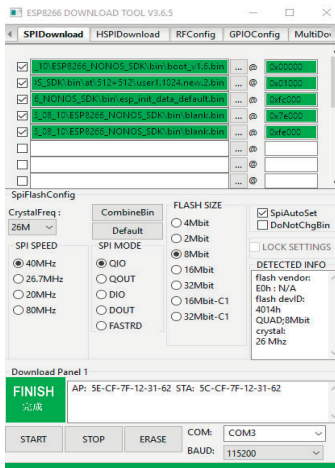 ESP8266 DOWNLOAD TOOL V3.6.5
SPIDownload HSPIDownload RFConfig GPIOConfig MultiDow
_10\ESP8266_NONOS_SDK\bin\boot_v1.6.bin ... @ 0x00000
IS_SDK\bin\at\512+512\user1.1024.new.2.bin ... @ 0x01000
6_NONOS_SDK\bin\esp_init_data_default.bin ... @ 0xfc000
3_08_10\ESP8266_NONOS_SDK\bin\blank.bin ... @ 0x7e000
3_08_10\ESP8266_NONOS_SDK\bin\blank.bin ... @ 0xfe000
... @
... @
... @
SpiFlashConfig
CrystalFreq :
26M
CombineBin
Default
SPI SPEED
40MHz
26.7MHz
20MHz
80MHz
SPI MODE
QIO
QOUT
DIO
DOUT
FASTRD
FLASH SIZE
4Mbit
2Mbit
8Mbit
16Mbit
32Mbit
16Mbit-C1
32Mbit-C1
SpiAutoSet
DoNotChgBin
LOCK SETTINGS
DETECTED INFO
flash vendor:
E0h : N/A
flash devID:
4014h
QUAD;8Mbit
crystal:
26 Mhz
Download Panel 1
FINISH
完成
AP: 5E-CF-7F-12-31-62 STA: 5C-CF-7F-12-31-62
START STOP ERASE
COM: COM3
BAUD: 115200